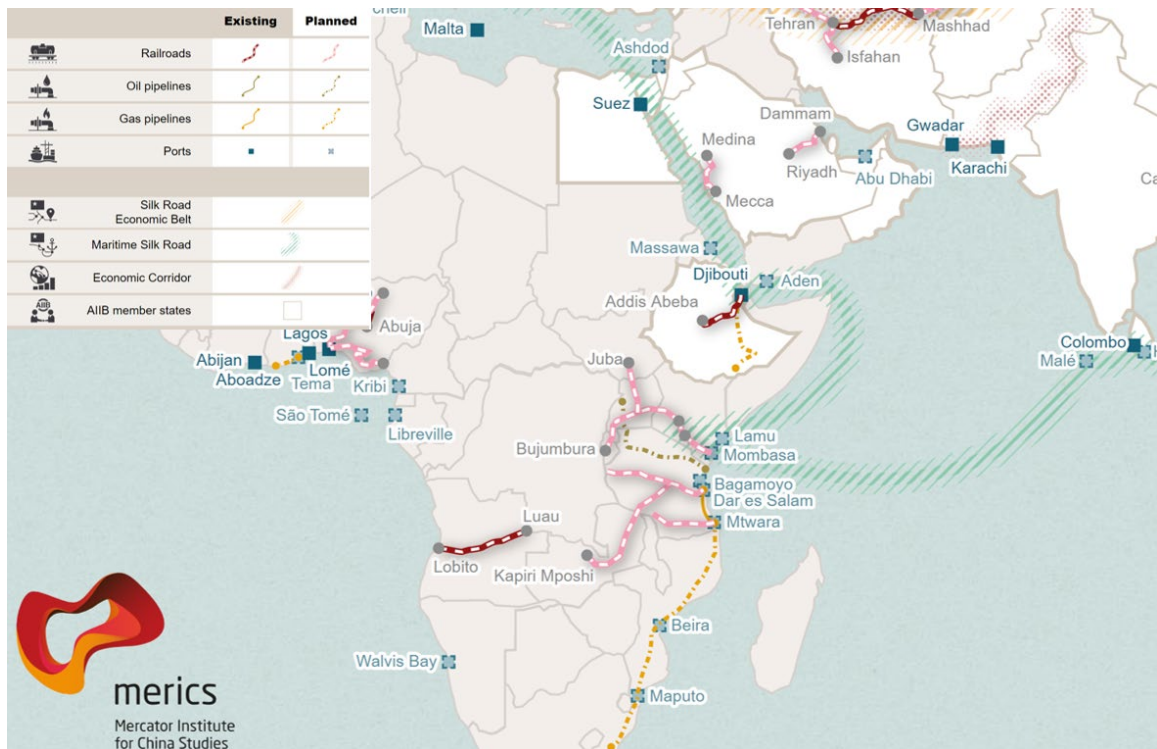 Existing Planned
Railroads
Oil pipelines
Gas pipelines
Ports
Silk Road
Economic Belt
Maritime Silk Road
Economic Corridor
AIIB
AIIB member states
Malta
Ashdod
Suez
Tehran
Mashhad
Isfahan
Dammam
Medina
Riyadh
Mecca
Abu Dhabi
Gwadar
Karachi
Massawa
Djibouti
Aden
Addis Abeba
Abuja
Lagos
Abijan
Lomé
Aboadze
Tema
Kribi
São Tomé
Libreville
Juba
Bujumbura
Lamu
Mombasa
Bagamoyo
Dar es Salam
Mtwara
Colombo
Malé
Luau
Lobito
Kapiri Mposhi
Beira
Walvis Bay
Maputo
merics
Mercator Institute
for China Studies